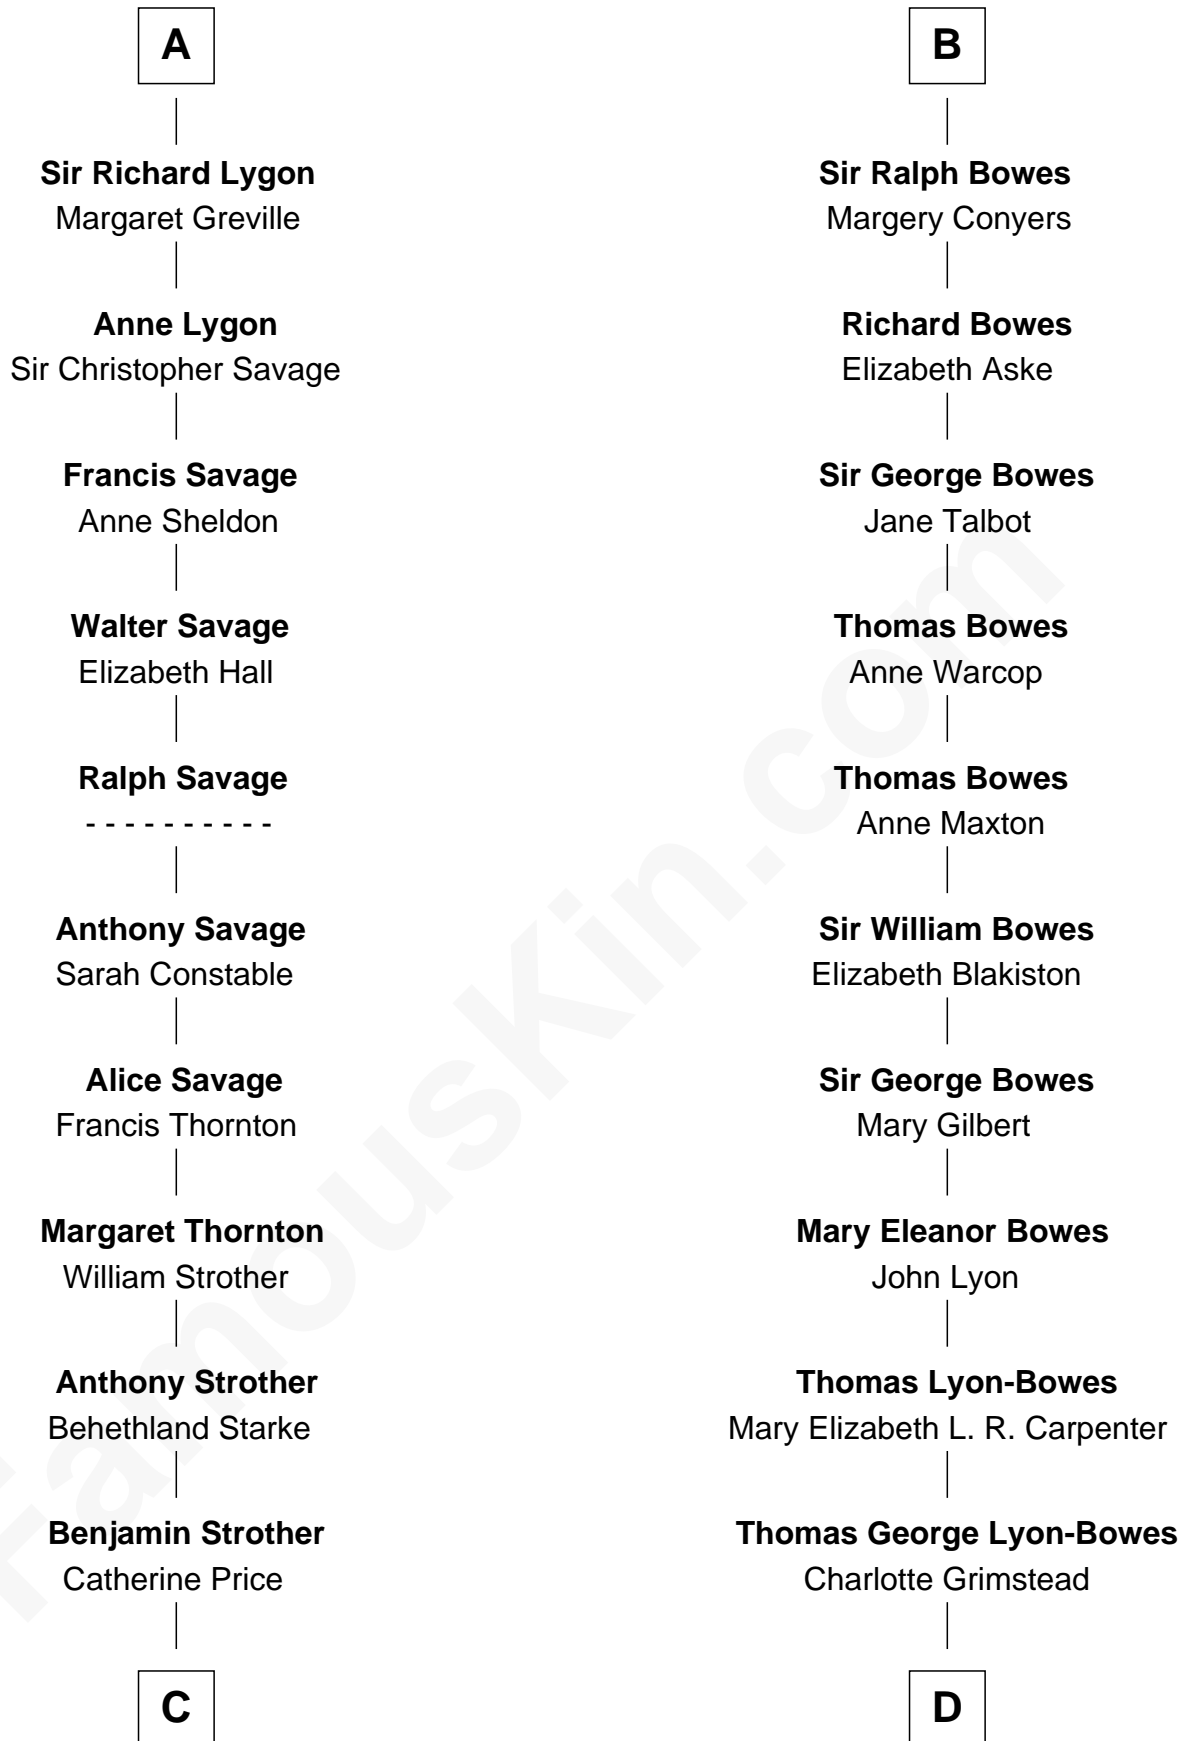 A
Sir Richard Lygon
Margaret Greville
Anne Lygon
Sir Christopher Savage
Francis Savage
Anne Sheldon
Walter Savage
Elizabeth Hall
Ralph Savage
- - - - - - - - - -
Anthony Savage
Sarah Constable
Alice Savage
Francis Thornton
Margaret Thornton
William Strother
Anthony Strother
Behethland Starke
Benjamin Strother
Catherine Price
C
B
Sir Ralph Bowes
Margery Conyers
Richard Bowes
Elizabeth Aske
Sir George Bowes
Jane Talbot
Thomas Bowes
Anne Warcop
Thomas Bowes
Anne Maxton
Sir William Bowes
Elizabeth Blakiston
Sir George Bowes
Mary Gilbert
Mary Eleanor Bowes
John Lyon
Thomas Lyon-Bowes
Mary Elizabeth L. R. Carpenter
Thomas George Lyon-Bowes
Charlotte Grimstead
D
FamousKin.com